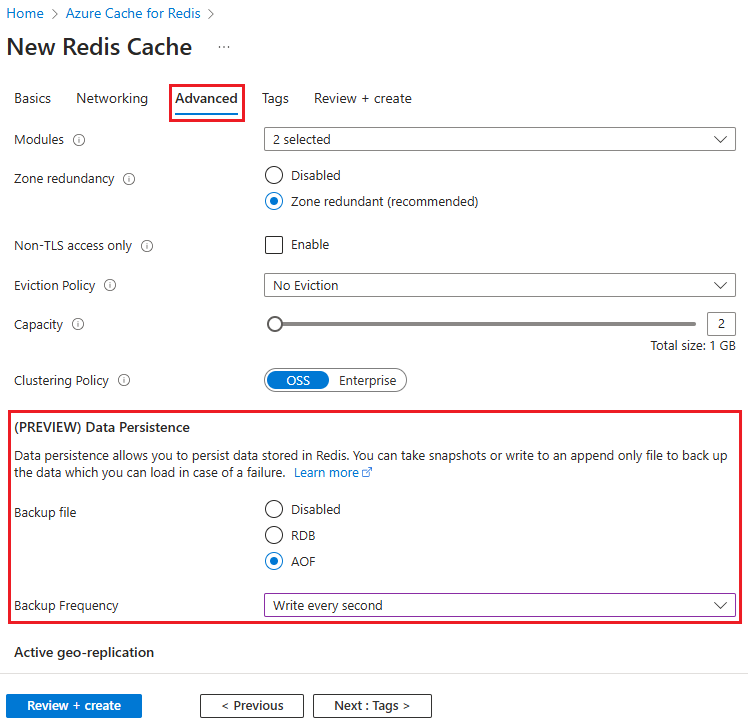 Home > Azure Cache for Redis >
New Redis Cache ...
Basics Networking Advanced Tags Review + create
Modules 2 selected
Zone redundancy Disabled
Zone redundant (recommended)
Non-TLS access only Enable
Eviction Policy No Eviction
Capacity 2
Total size: 1 GB
Clustering Policy OSS Enterprise
(PREVIEW) Data Persistence
Data persistence allows you to persist data stored in Redis. You can take snapshots or write to an append only file to back up
the data which you can load in case of a failure. Learn more
Backup file Disabled
RDB
AOF
Backup Frequency Write every second
Active geo-replication
Review + create < Previous Next : Tags >